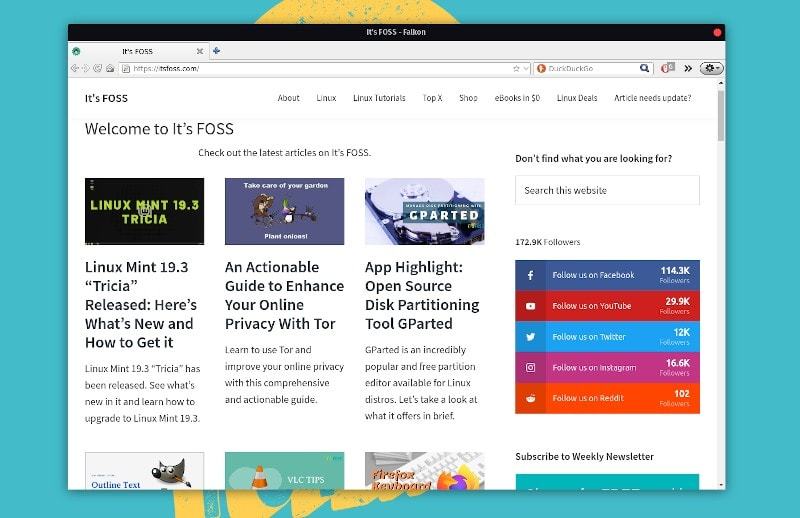 It's FOSS - Falkon
It's FOSS
https://itsfoss.com/
DuckDuckGo
It's FOSS
About
Linux
Linux Tutorials
Top X
Shop
eBooks in $0
Linux Deals
Article needs update?
Welcome to It's FOSS
Check out the latest articles on It's FOSS.
LINUX MINT 19.3
TRICIA
Linux Mint 19.3
“Tricia”
Released: Here's
What's New and
How to Get it
Linux Mint 19.3 “Tricia” has
been released. See what's
new in it and learn how to
upgrade to Linux Mint 19.3.
Take care of your garden
Plant onions!
An Actionable
Guide to Enhance
Your Online
Privacy With Tor
Learn to use Tor and
improve your online privacy
with this comprehensive
and actionable guide.
MANAGE DISK PARTITIONING WITH
GPARTED
App Highlight:
Open Source
Disk Partitioning
Tool GParted
GParted is an incredibly
popular and free partition
editor available for Linux
distros. Let's take a look at
what it offers in brief.
Outline Text
VLC TIPS
Firefox
Keyboard
Don't find what you are looking for?
Search this website
172.9K Followers
Follow us on Facebook
114.3K
Followers
Follow us on YouTube
29.9K
Followers
Follow us on Twitter
12K
Followers
Follow us on Instagram
16.6K
Followers
Follow us on Reddit
102
Followers
Subscribe to Weekly Newsletter